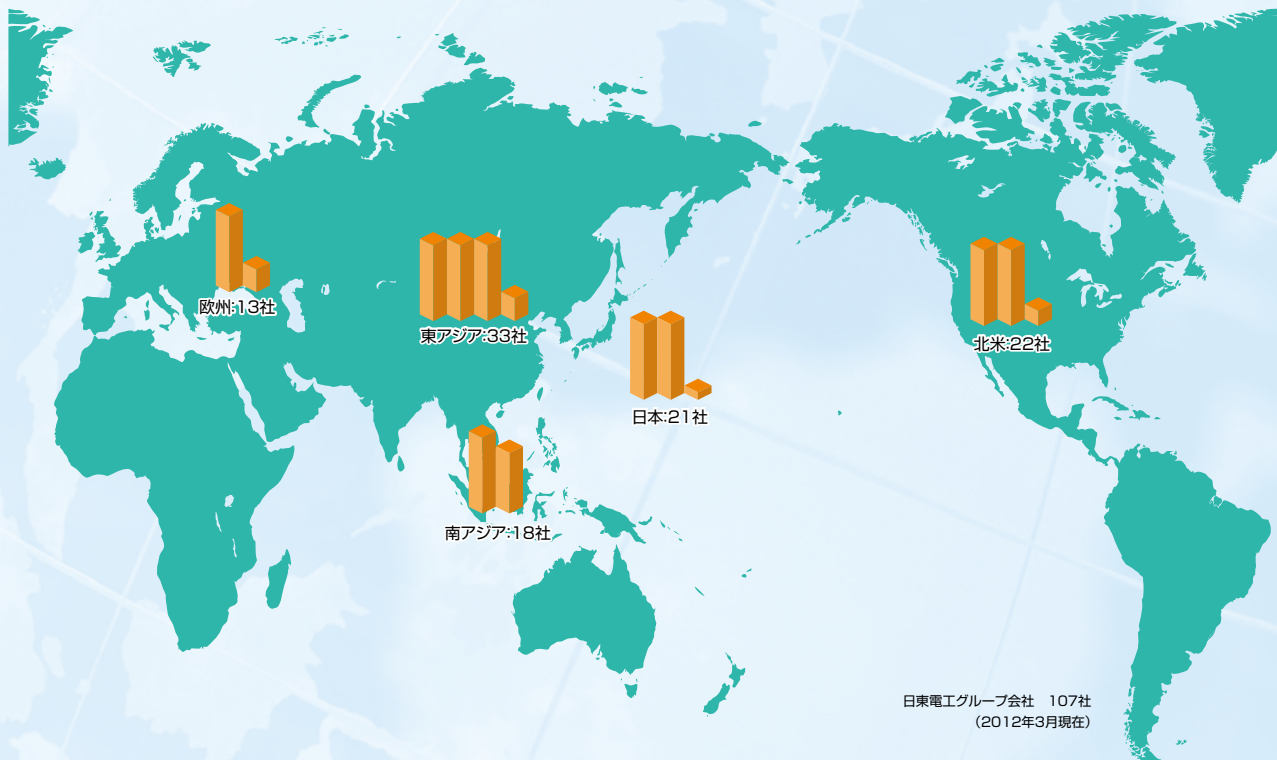 欧州:13社
東アジア:33社
日本:21社
北米:22社
南アジア:18社
日東電工グループ会社　107社
（2012年3月現在）